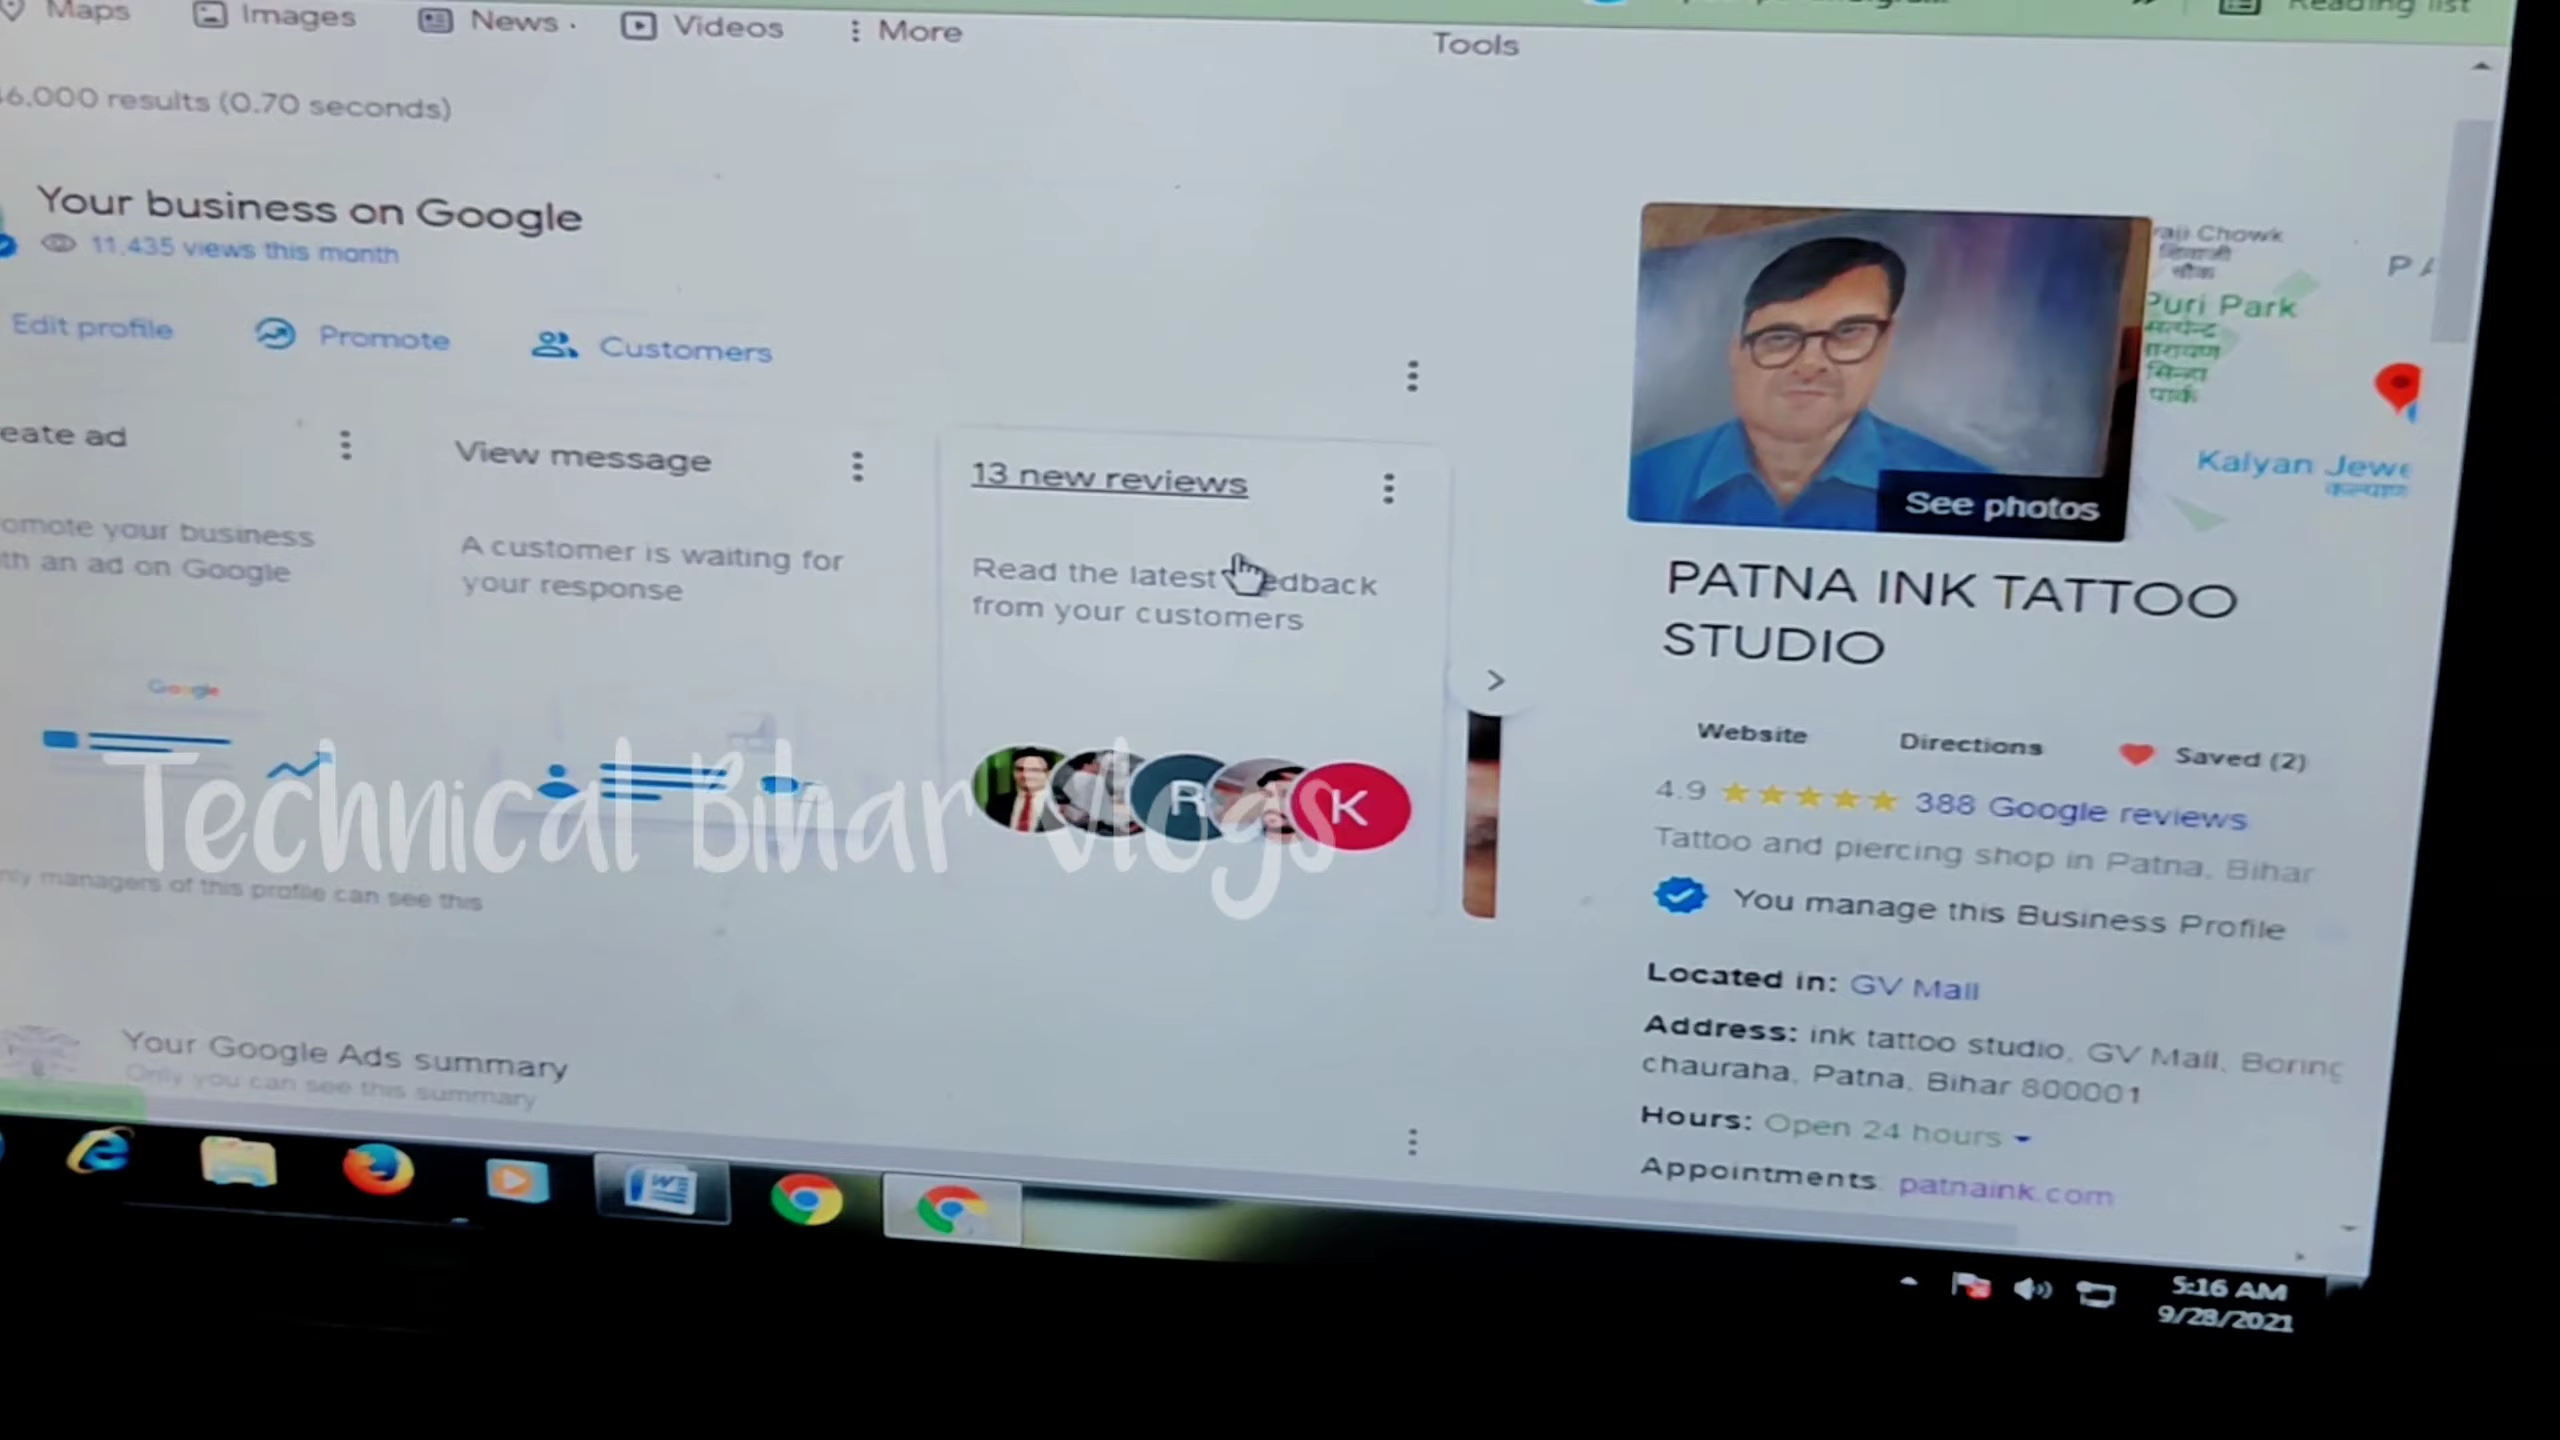 Maps Images News Videos More
Tools
Reading list
6,000 results (0.70 seconds)
Your business on Google
11,435 views this month
Edit profile Promote Customers
eate ad
omote your business
th an ad on Google
Google
View message
A customer is waiting for
your response
13 new reviews
Read the latest edback
from your customers
R
K
Technical Bihar Vlogs
nly managers of this profile can see this
Your Google Ads summary
Only you can see this summary
See photos
Chowk
शिवाजी
चौक
PA
Puri Park
सत्येन्द्र
नारायण
सिन्हा
पार्क
Kalyan Jewe
कल्याण
PATNA INK TATTOO
STUDIO
Website Directions Saved (2)
4.9 388 Google reviews
Tattoo and piercing shop in Patna, Bihar
You manage this Business Profile
Located in: GV Mall
Address: ink tattoo studio, GV Mall, Boring
chauraha, Patna, Bihar 800001
Hours: Open 24 hours
Appointments: patnaink.com
5:16 AM
9/28/2021